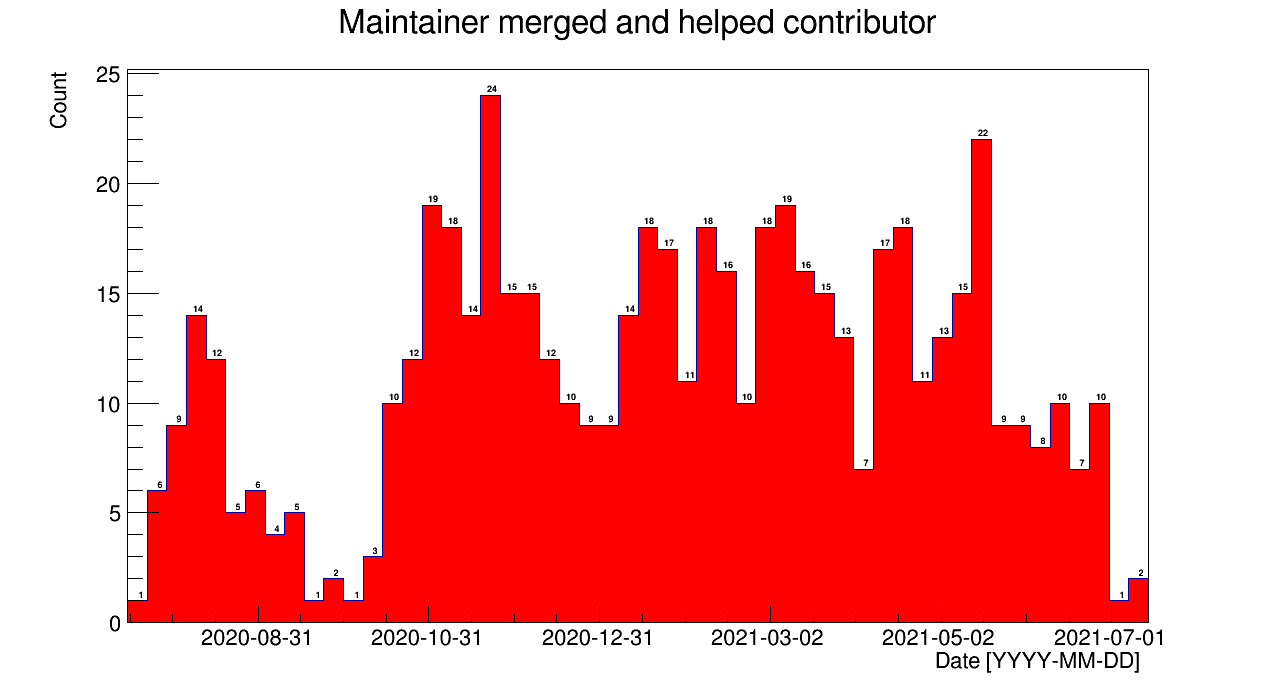 Maintainer merged and helped contributor
Count
25
20
15
10
5
0
1 6 9 14 12 5 6 4 5 1 2 1 3 10 12 19 18 14 24 15 15 12 10 9 9 14 18 17 11 18 16 10 18 19 16 15 13 7 17 18 11 13 15 22 9 9 8 10 7 10 1 2
2020-08-31 2020-10-31 2020-12-31 2021-03-02 2021-05-02 2021-07-01
Date [YYYY-MM-DD]